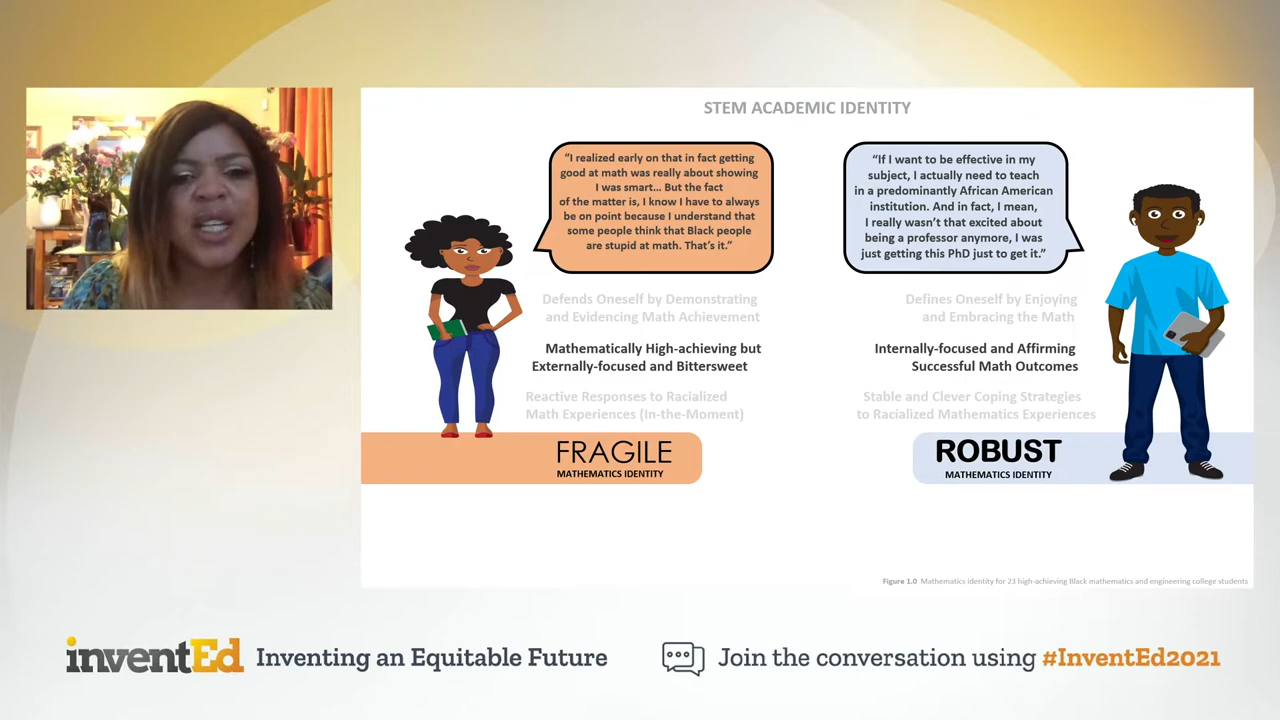 STEM ACADEMIC IDENTITY
“I realized early on that in fact getting
good at math was really about showing
I was smart... But the fact
of the matter is, I know I have to always
be on point because I understand that
some people think that Black people
are stupid at math. That’s it.”
Defends Oneself by Demonstrating
and Evidencing Math Achievement
Mathematically High-achieving but
Externally-focused and Bittersweet
Reactive Responses to Racialized
Math Experiences (In-the-Moment)
FRAGILE
MATHEMATICS IDENTITY
“If I want to be effective in my
subject, I actually need to teach
in a predominantly African American
institution. And in fact, I mean,
I really wasn’t that excited about
being a professor anymore, I was
just getting this PhD just to get it.”
Defines Oneself by Enjoying
and Embracing the Math
Internally-focused and Affirming
Successful Math Outcomes
Stable and Clever Coping Strategies
to Racialized Mathematics Experiences
ROBUST
MATHEMATICS IDENTITY
Figure 1.0 Mathematics identity for 23 high-achieving Black mathematics and engineering college students
inventEd Inventing an Equitable Future
Join the conversation using #InventEd2021